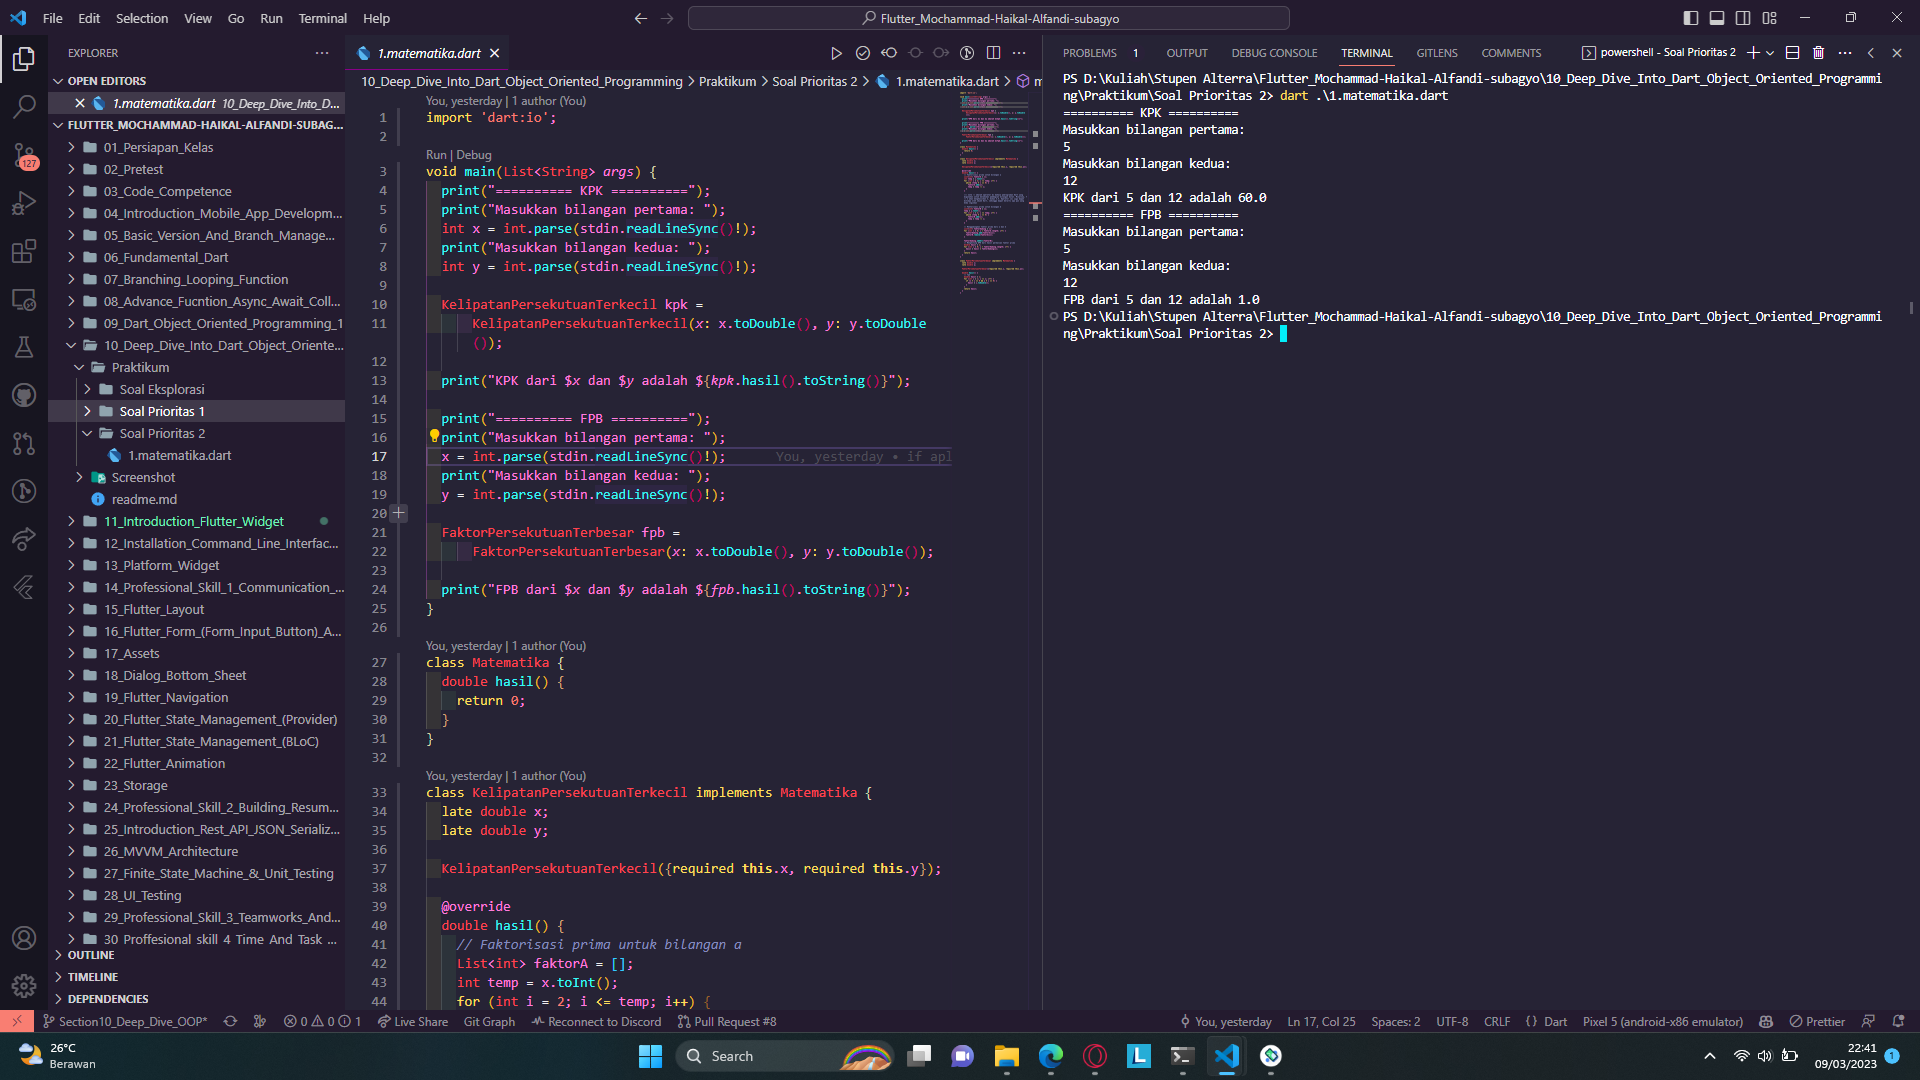 File Edit Selection View Go Run Terminal Help
Flutter_Mochammad-Haikal-Alfandi-subagyo
EXPLORER
OPEN EDITORS
1.matematika.dart 10_Deep_Dive_Into_D...
FLUTTER_MOCHAMMAD-HAIKAL-ALFANDI-SUBAG...
01_Persiapan_Kelas
02_Pretest
03_Code_Competence
04_Introduction_Mobile_App_Developm...
05_Basic_Version_And_Branch_Manage...
06_Fundamental_Dart
07_Branching_Looping_Function
08_Advance_Fucntion_Async_Await_Coll...
09_Dart_Object_Oriented_Programming_1
10_Deep_Dive_Into_Dart_Object_Oriente...
Praktikum
Soal Eksplorasi
Soal Prioritas 1
Soal Prioritas 2
1.matematika.dart
Screenshot
readme.md
11_Introduction_Flutter_Widget
12_Installation_Command_Line_Interfac...
13_Platform_Widget
14_Professional_Skill_1_Communication_...
15_Flutter_Layout
16_Flutter_Form_(Form_Input_Button)_A...
17_Assets
18_Dialog_Bottom_Sheet
19_Flutter_Navigation
20_Flutter_State_Management_(Provider)
21_Flutter_State_Management_(BLoC)
22_Flutter_Animation
23_Storage
24_Professional_Skill_2_Building_Resum...
25_Introduction_Rest_API_JSON_Serializ...
26_MVVM_Architecture
27_Finite_State_Machine_&_Unit_Testing
28_UI_Testing
29_Professional_Skill_3_Teamworks_And...
30 Proffesional skill 4 Time And Task ...
OUTLINE
TIMELINE
DEPENDENCIES
127
1.matematika.dart
10_Deep_Dive_Into_Dart_Object_Oriented_Programming > Praktikum > Soal Prioritas 2 > 1.matematika.dart > m
You, yesterday | 1 author (You)
1 import 'dart:io';
2
Run | Debug
3 void main(List<String> args) {
4 print("========== KPK ==========");
5 print("Masukkan bilangan pertama: ");
6 int x = int.parse(stdin.readLineSync()!);
7 print("Masukkan bilangan kedua: ");
8 int y = int.parse(stdin.readLineSync()!);
9
10 KelipatanPersekutuanTerkecil kpk =
11 KelipatanPersekutuanTerkecil(x: x.toDouble(), y: y.toDouble
());
12
13 print("KPK dari $x dan $y adalah ${kpk.hasil().toString()}");
14
15 print("========== FPB ==========");
16 print("Masukkan bilangan pertama: ");
17 x = int.parse(stdin.readLineSync()!); You, yesterday • if apl
18 print("Masukkan bilangan kedua: ");
19 y = int.parse(stdin.readLineSync()!);
20
21 FaktorPersekutuanTerbesar fpb =
22 FaktorPersekutuanTerbesar(x: x.toDouble(), y: y.toDouble());
23
24 print("FPB dari $x dan $y adalah ${fpb.hasil().toString()}");
25 }
26
You, yesterday | 1 author (You)
27 class Matematika {
28 double hasil() {
29 return 0;
30 }
31 }
32
You, yesterday | 1 author (You)
33 class KelipatanPersekutuanTerkecil implements Matematika {
34 late double x;
35 late double y;
36
37 KelipatanPersekutuanTerkecil({required this.x, required this.y});
38
39 @override
40 double hasil() {
41 // Faktorisasi prima untuk bilangan a
42 List<int> faktorA = [];
43 int temp = x.toInt();
44 for (int i = 2; i <= temp; i++) {
PROBLEMS 1 OUTPUT DEBUG CONSOLE TERMINAL GITLENS COMMENTS
powershell - Soal Prioritas 2
PS D:\Kuliah\Stupen Alterra\Flutter_Mochammad-Haikal-Alfandi-subagyo\10_Deep_Dive_Into_Dart_Object_Oriented_Programmi
ng\Praktikum\Soal Prioritas 2> dart .\1.matematika.dart
========== KPK ==========
Masukkan bilangan pertama:
5
Masukkan bilangan kedua:
12
KPK dari 5 dan 12 adalah 60.0
========== FPB ==========
Masukkan bilangan pertama:
5
Masukkan bilangan kedua:
12
FPB dari 5 dan 12 adalah 1.0
PS D:\Kuliah\Stupen Alterra\Flutter_Mochammad-Haikal-Alfandi-subagyo\10_Deep_Dive_Into_Dart_Object_Oriented_Programmi
ng\Praktikum\Soal Prioritas 2>
Section10_Deep_Dive_OOP* 0 0 1 Live Share Git Graph Reconnect to Discord Pull Request #8
You, yesterday Ln 17, Col 25 Spaces: 2 UTF-8 CRLF {} Dart Pixel 5 (android-x86 emulator) Prettier
26°C
Berawan
Search
L
22:41
09/03/2023
1